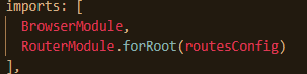 imports: [
BrowserModule,
RouterModule.forRoot(routesConfig)
],